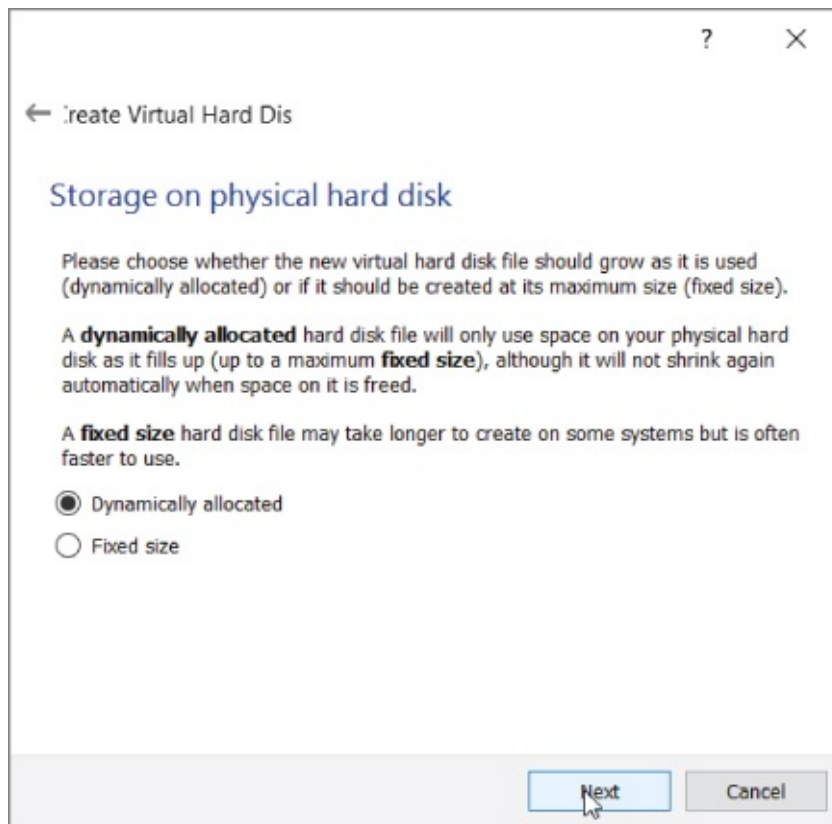 ?
← :reate Virtual Hard Dis
Storage on physical hard disk
Please choose whether the new virtual hard disk file should grow as it is used
(dynamically allocated) or if it should be created at its maximum size (fixed size).
A dynamically allocated hard disk file will only use space on your physical hard
disk as it fills up (up to a maximum fixed size), although it will not shrink again
automatically when space on it is freed.
A fixed size hard disk file may take longer to create on some systems but is often
faster to use.
Dynamically allocated
Fixed size
Next
Cancel